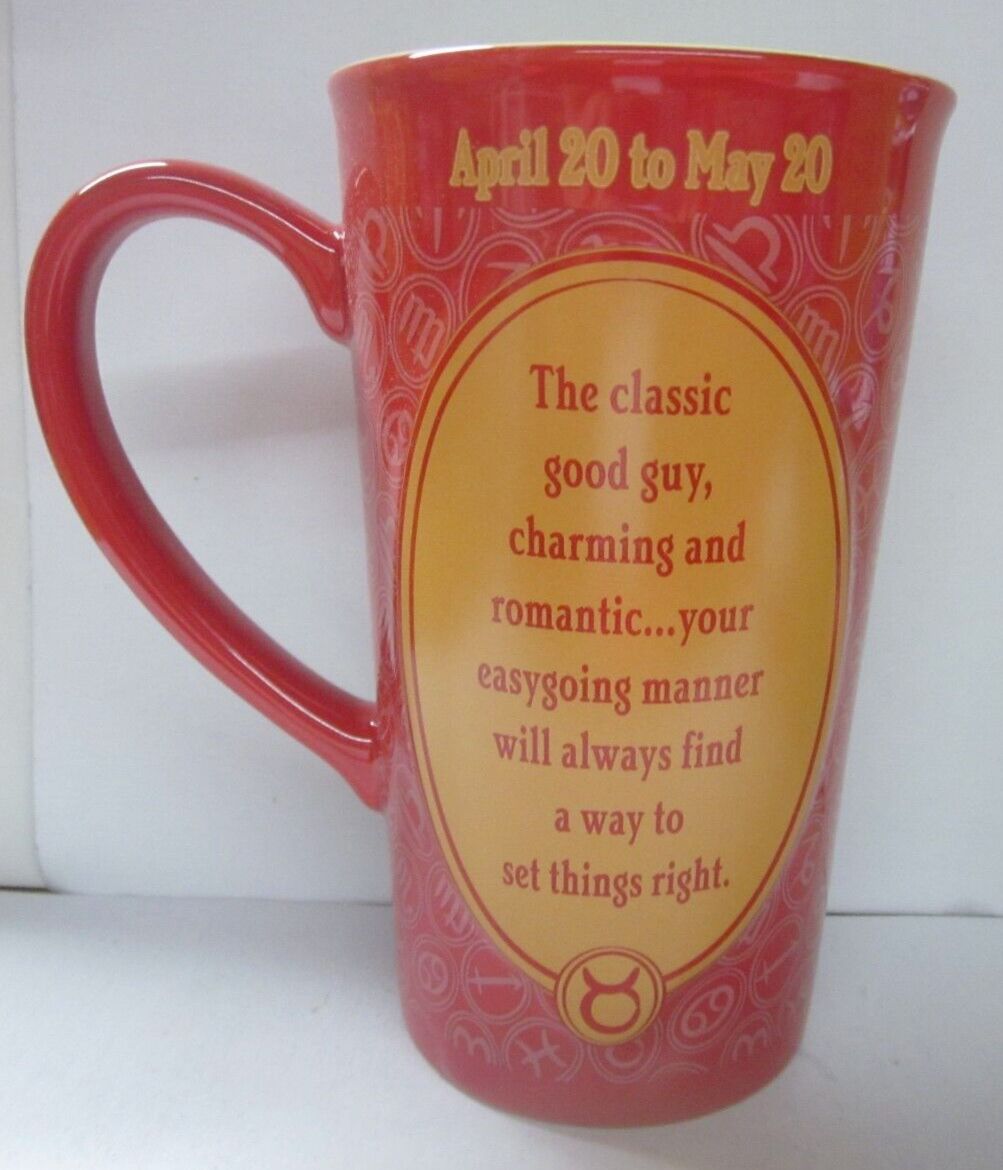 April 20 to May 20
The classic
good guy,
charming and
romantic...your
easygoing manner
will always find
a way to
set things right.